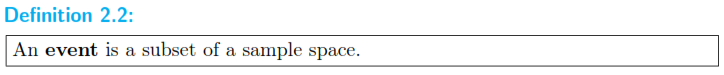 Definition 2.2:
An event is a subset of a sample space.